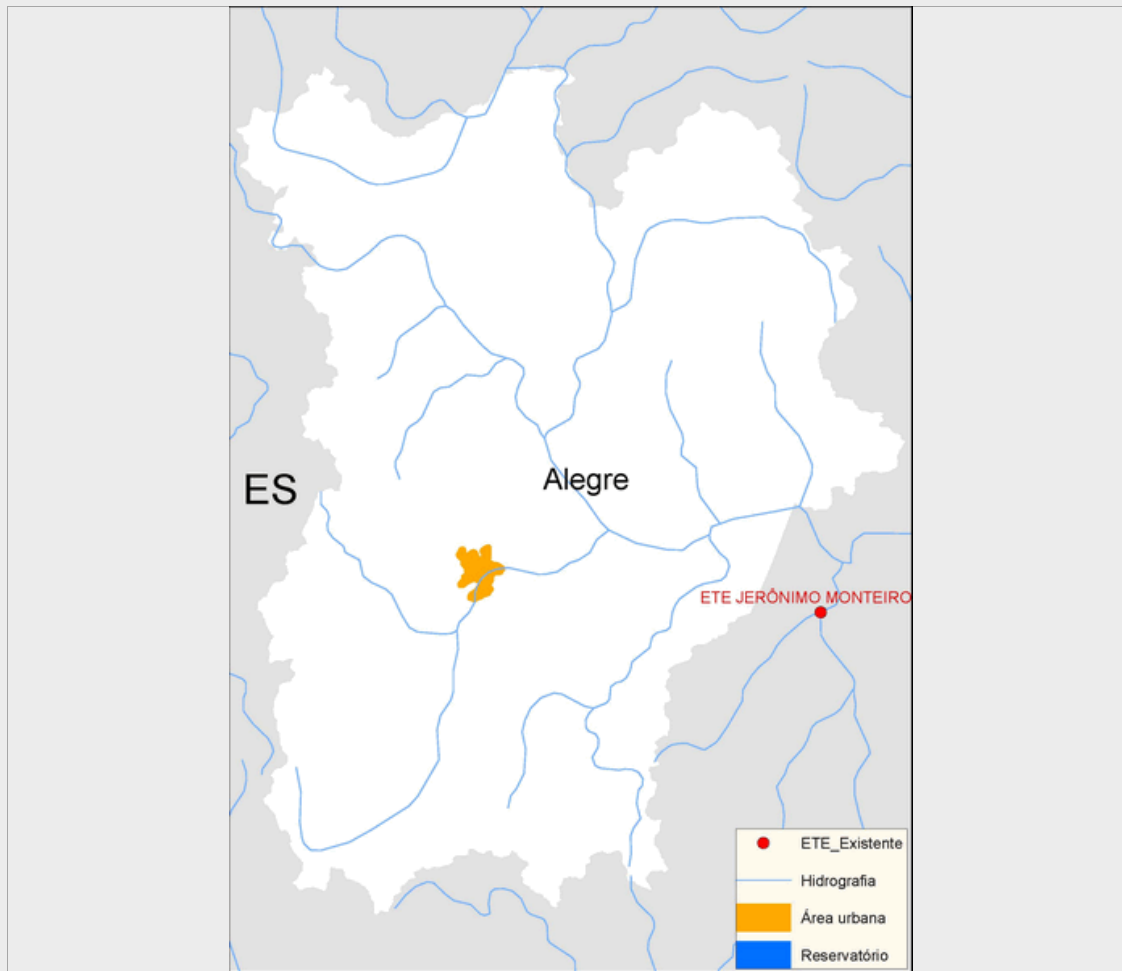 Alegre
ES
ETE JERÔNIMO MONTEIRO
ETE_Existente
Hidrografia
Área urbana
Reservatório